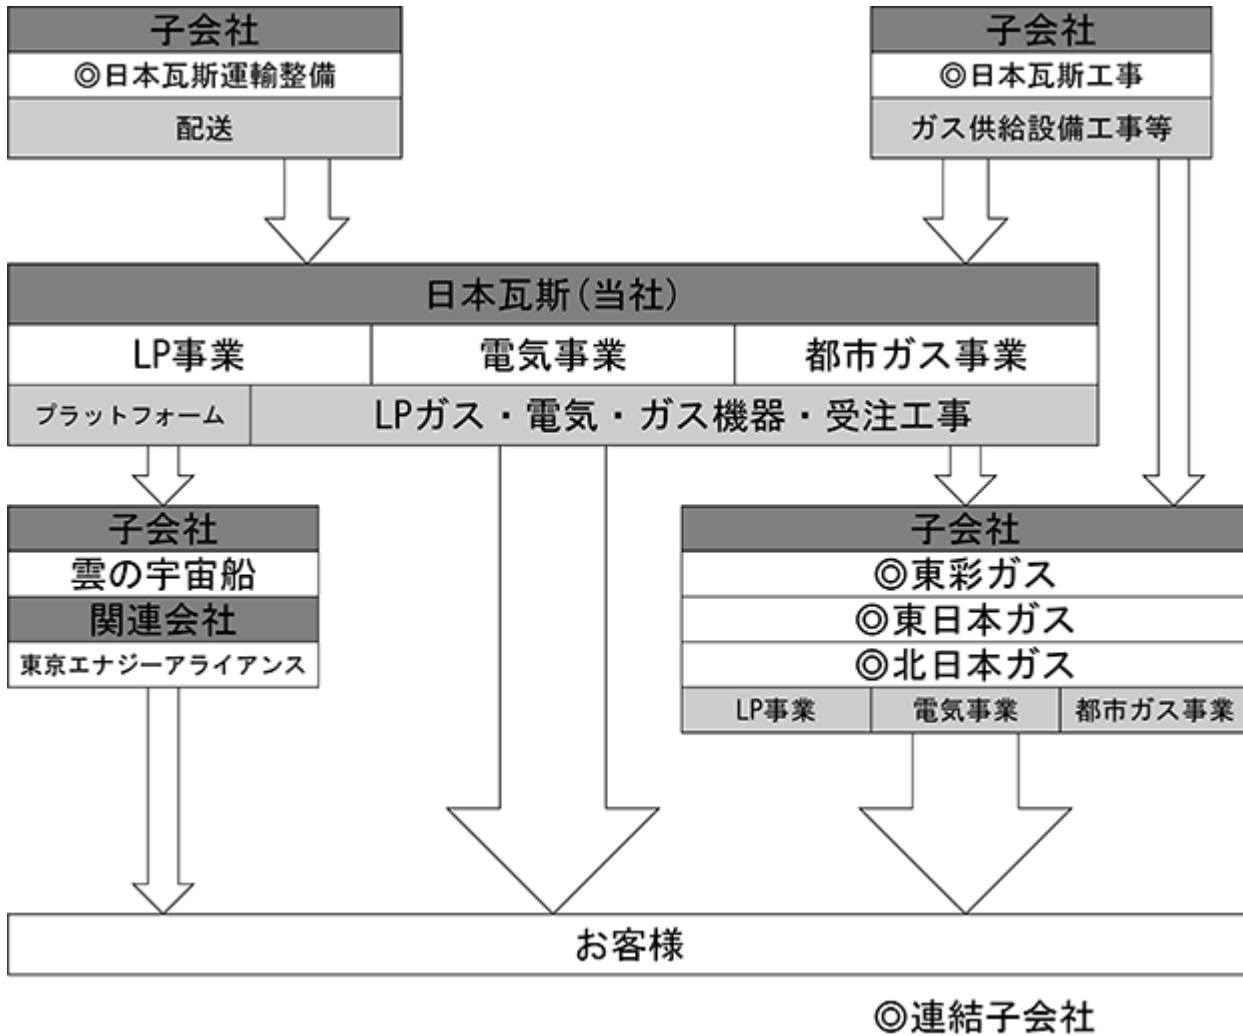 子会社
◎日本瓦斯運輸整備
配送
子会社
◎日本瓦斯工事
ガス供給設備工事等
日本瓦斯(当社)
LP事業
電気事業
都市ガス事業
プラットフォーム
LPガス・電気・ガス機器・受注工事
子会社
雲の宇宙船
関連会社
東京エナジーアライアンス
子会社
◎東彩ガス
◎東日本ガス
◎北日本ガス
LP事業
電気事業
都市ガス事業
お客様
◎連結子会社